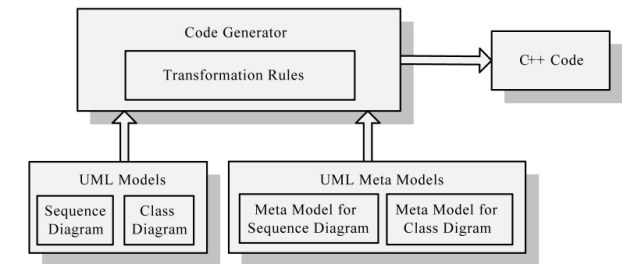 Code Generator
Transformation Rules
C++ Code
UML Models
Sequence
Diagram
Class
Diagram
UML Meta Models
Meta Model for
Sequence Diagram
Meta Model for
Class Digram